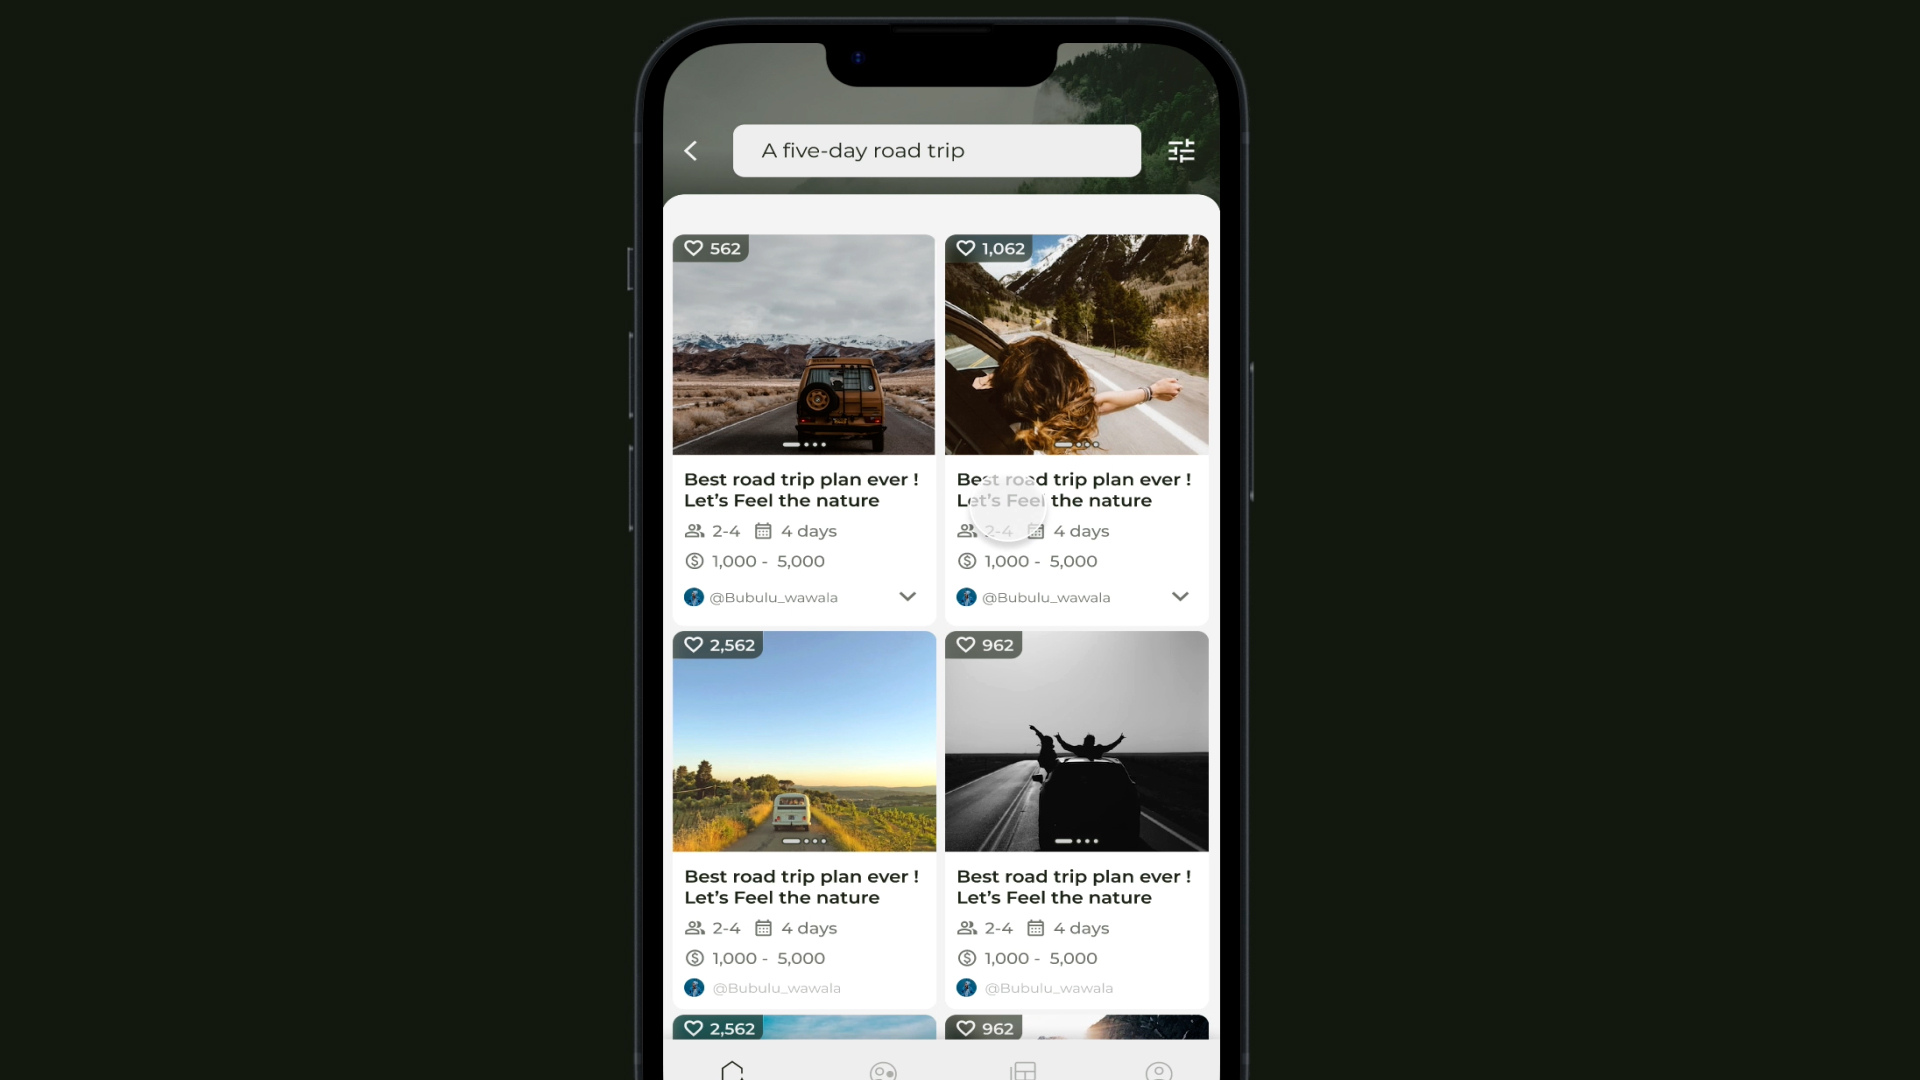 A five-day road trip
562
1,062
Best road trip plan ever !
Let’s Feel the nature
2-4 4 days
1,000 - 5,000
@Bubulu_wawala
Best road trip plan ever !
Let’s Feel the nature
2-4 4 days
1,000 - 5,000
@Bubulu_wawala
2,562
962
Best road trip plan ever !
Let’s Feel the nature
2-4 4 days
1,000 - 5,000
@Bubulu_wawala
Best road trip plan ever !
Let’s Feel the nature
2-4 4 days
1,000 - 5,000
@Bubulu_wawala
2,562
962